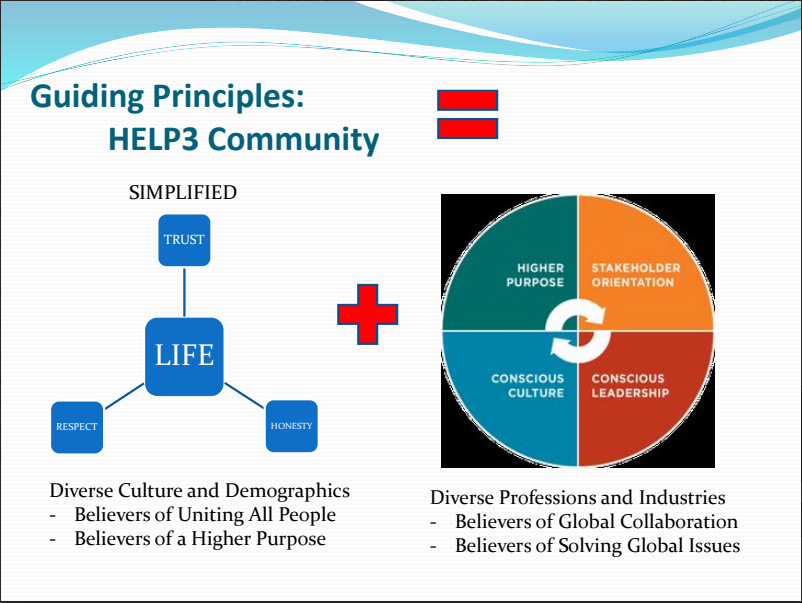 Guiding Principles:
HELP3 Community
SIMPLIFIED
TRUST
LIFE
RESPECT
HONESTY
Diverse Culture and Demographics
- Believers of Uniting All People
- Believers of a Higher Purpose
HIGHER
PURPOSE
STAKEHOLDER
ORIENTATION
CONSCIOUS
CULTURE
CONSCIOUS
LEADERSHIP
Diverse Professions and Industries
- Believers of Global Collaboration
- Believers of Solving Global Issues